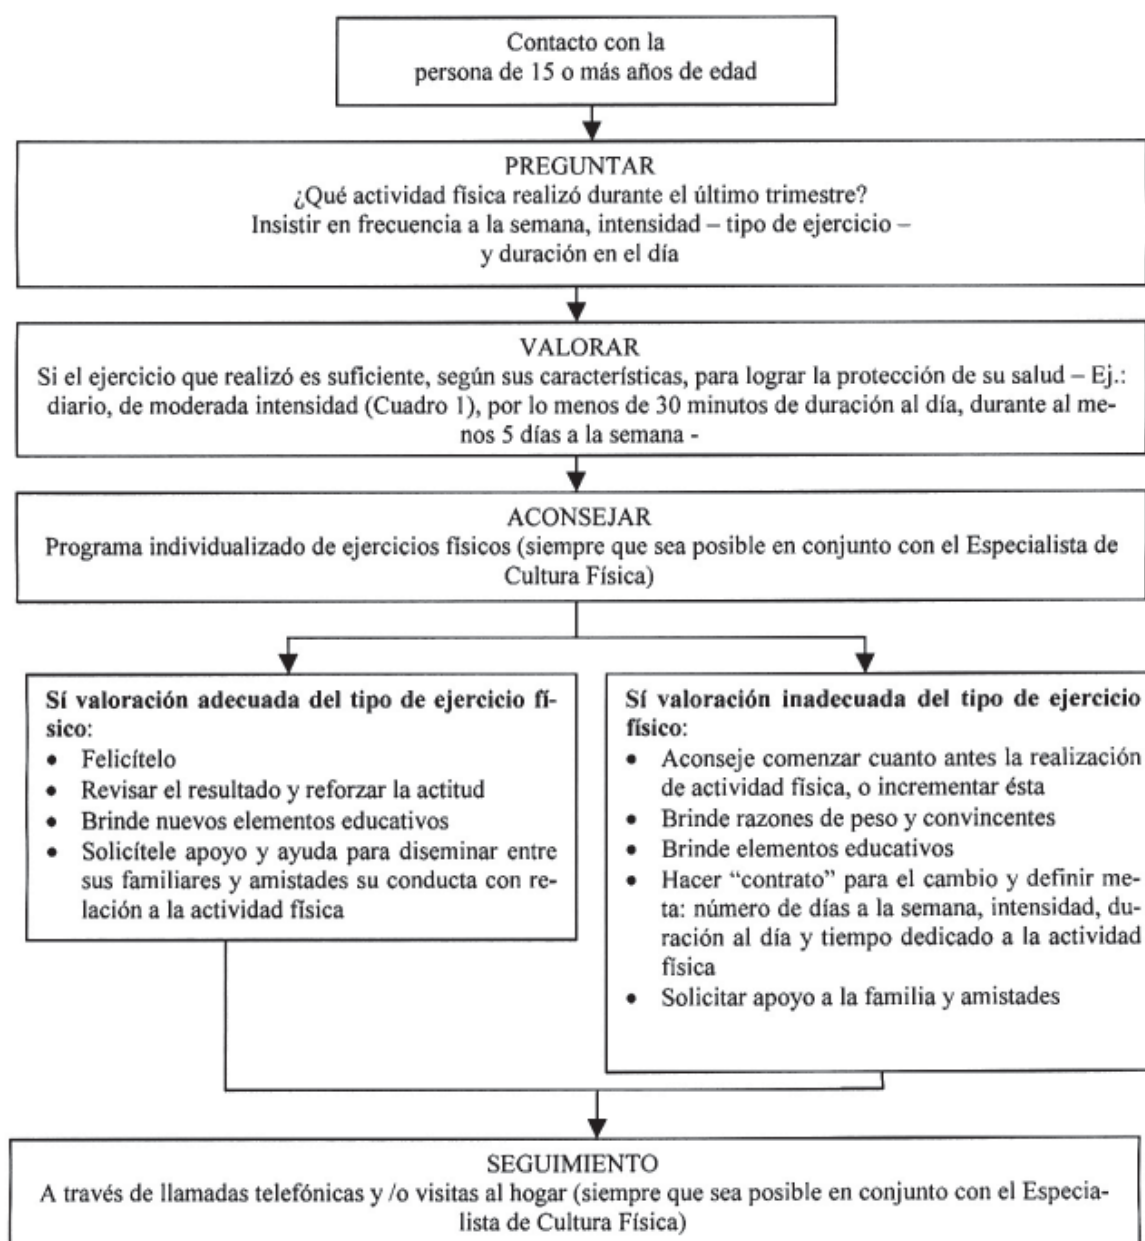 Contacto con la
persona de 15 o más años de edad
PREGUNTAR
¿Qué actividad física realizó durante el último trimestre?
Insistir en frecuencia a la semana, intensidad – tipo de ejercicio –
y duración en el día
VALORAR
Si el ejercicio que realizó es suficiente, según sus características, para lograr la protección de su salud – Ej.:
diario, de moderada intensidad (Cuadro 1), por lo menos de 30 minutos de duración al día, durante al me-
nos 5 días a la semana -
ACONSEJAR
Programa individualizado de ejercicios físicos (siempre que sea posible en conjunto con el Especialista de
Cultura Física)
Sí valoración adecuada del tipo de ejercicio fí-
sico:
• Felicítelo
• Revisar el resultado y reforzar la actitud
• Brinde nuevos elementos educativos
• Solicítele apoyo y ayuda para diseminar entre
sus familiares y amistades su conducta con re-
lación a la actividad física
Sí valoración inadecuada del tipo de ejercicio
físico:
• Aconseje comenzar cuanto antes la realización
de actividad física, o incrementar ésta
• Brinde razones de peso y convincentes
• Brinde elementos educativos
• Hacer “contrato” para el cambio y definir me-
ta: número de días a la semana, intensidad, du-
ración al día y tiempo dedicado a la actividad
física
• Solicitar apoyo a la familia y amistades
SEGUIMIENTO
A través de llamadas telefónicas y /o visitas al hogar (siempre que sea posible en conjunto con el Especia-
lista de Cultura Física)